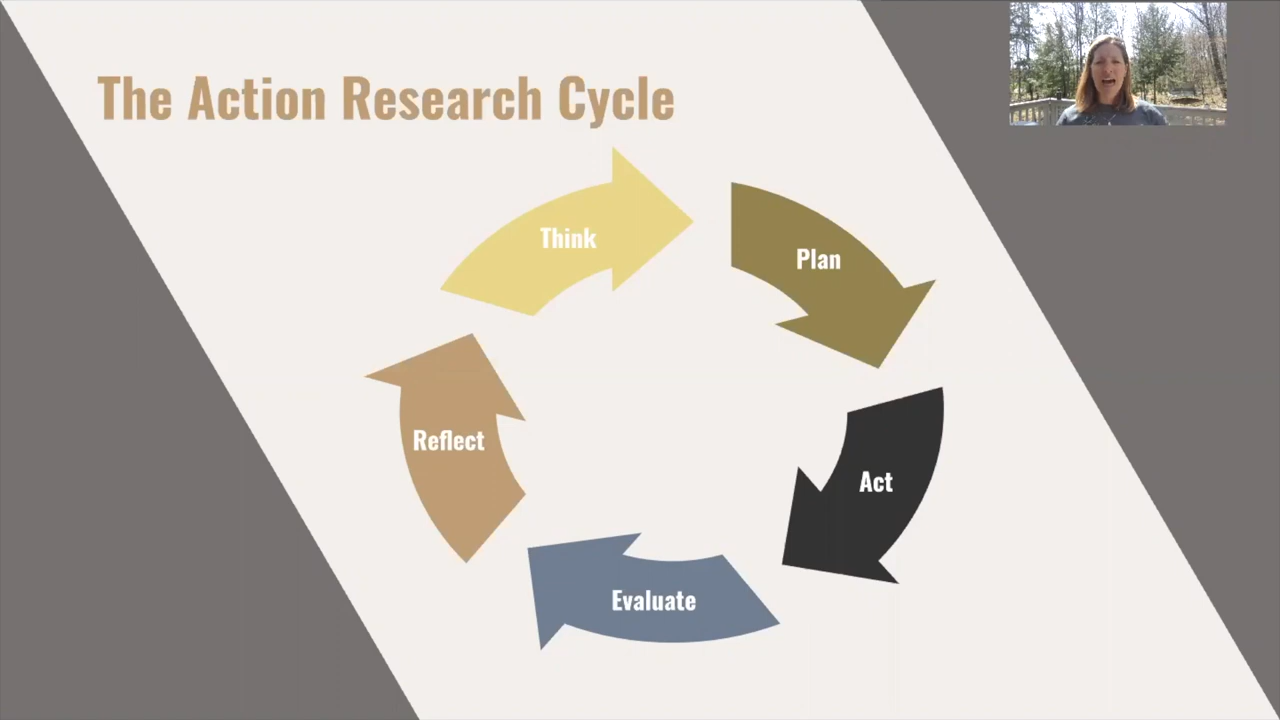 The Action Research Cycle
Think
Plan
Act
Evaluate
Reflect